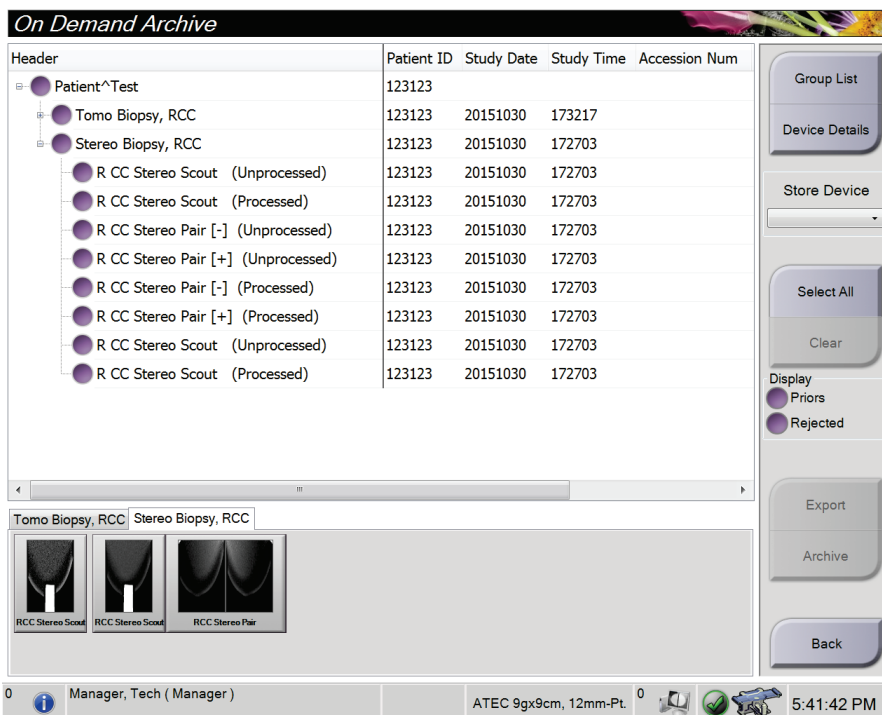 On Demand Archive
Header Patient ID Study Date Study Time Accession Num
Patient^Test 123123
Tomo Biopsy, RCC 123123 20151030 173217
Stereo Biopsy, RCC 123123 20151030 172703
R CC Stereo Scout (Unprocessed) 123123 20151030 172703
R CC Stereo Scout (Processed) 123123 20151030 172703
R CC Stereo Pair [-] (Unprocessed) 123123 20151030 172703
R CC Stereo Pair [+] (Unprocessed) 123123 20151030 172703
R CC Stereo Pair [-] (Processed) 123123 20151030 172703
R CC Stereo Pair [+] (Processed) 123123 20151030 172703
R CC Stereo Scout (Unprocessed) 123123 20151030 172703
R CC Stereo Scout (Processed) 123123 20151030 172703
Group List
Device Details
Store Device
Select All
Clear
Display
Priors
Rejected
Export
Archive
Back
Tomo Biopsy, RCC Stereo Biopsy, RCC
RCC Stereo Scout RCC Stereo Scout RCC Stereo Pair
0 Manager, Tech ( Manager ) ATEC 9gx9cm, 12mm-Pt. 0 5:41:42 PM